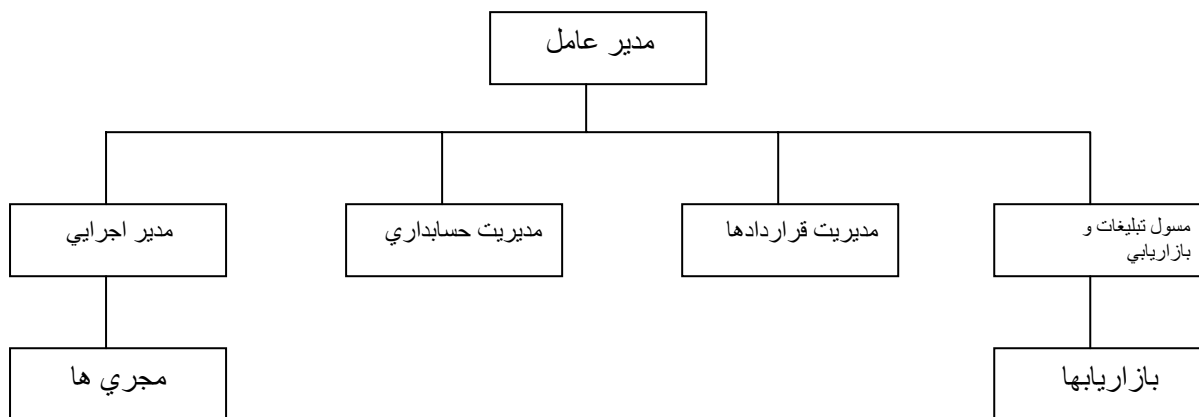 مدير عامل
مسول تبليغات و
بازاريابي
مديريت قراردادها
مديريت حسابداري
مدير اجرايي
بازاريابها
مجري ها